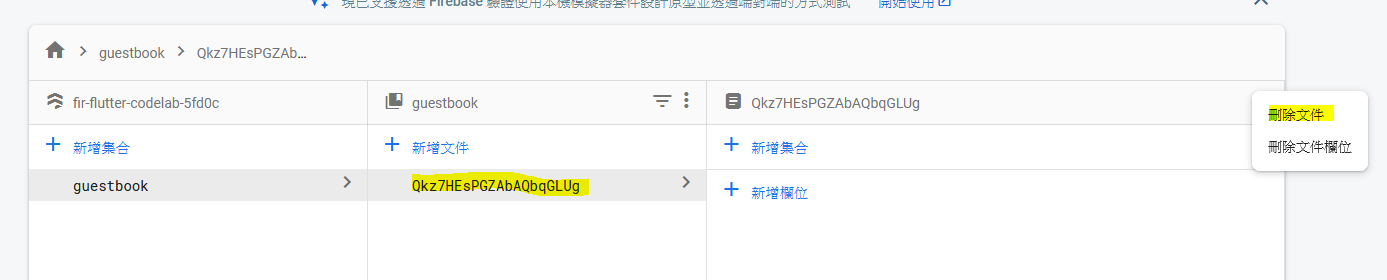 現已支援透過 Firebase 驗證使用本機模擬器套件設計原型並透過端對端的方式測試 開始使用
guestbook Qkz7HEsPGZAb...
fir-flutter-codelab-5fd0c
guestbook
Qkz7HEsPGZAbAQbqGLUg
刪除文件
新增集合
新增文件
新增集合
刪除文件欄位
guestbook
Qkz7HEsPGZAbAQbqGLUg
新增欄位